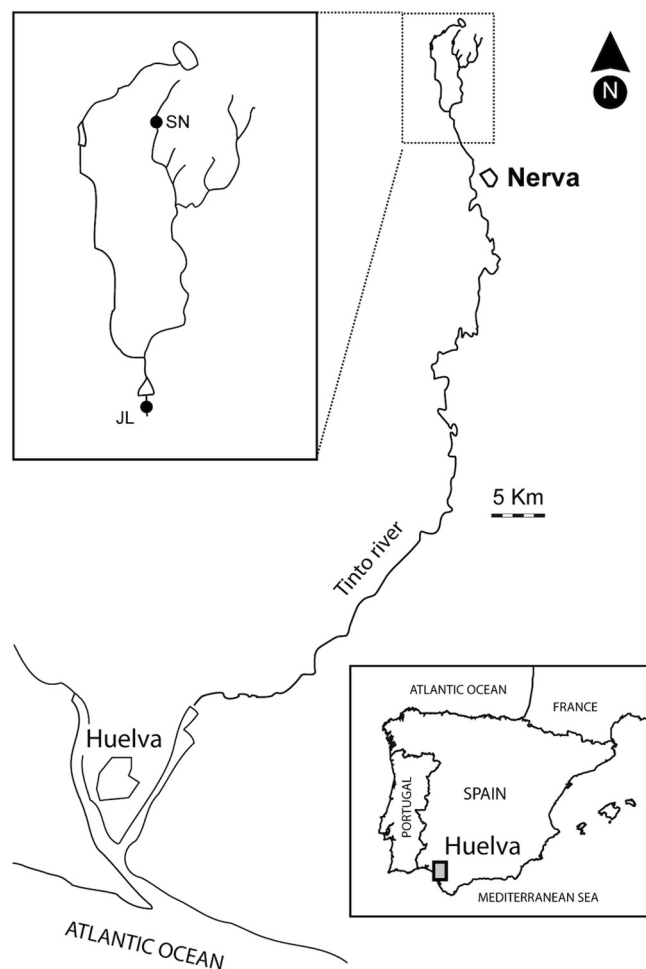 SN
JL
N
Nerva
5 Km
Tinto river
Huelva
ATLANTIC OCEAN
ATLANTIC OCEAN
FRANCE
PORTUGAL
SPAIN
Huelva
MEDITERRANEAN SEA